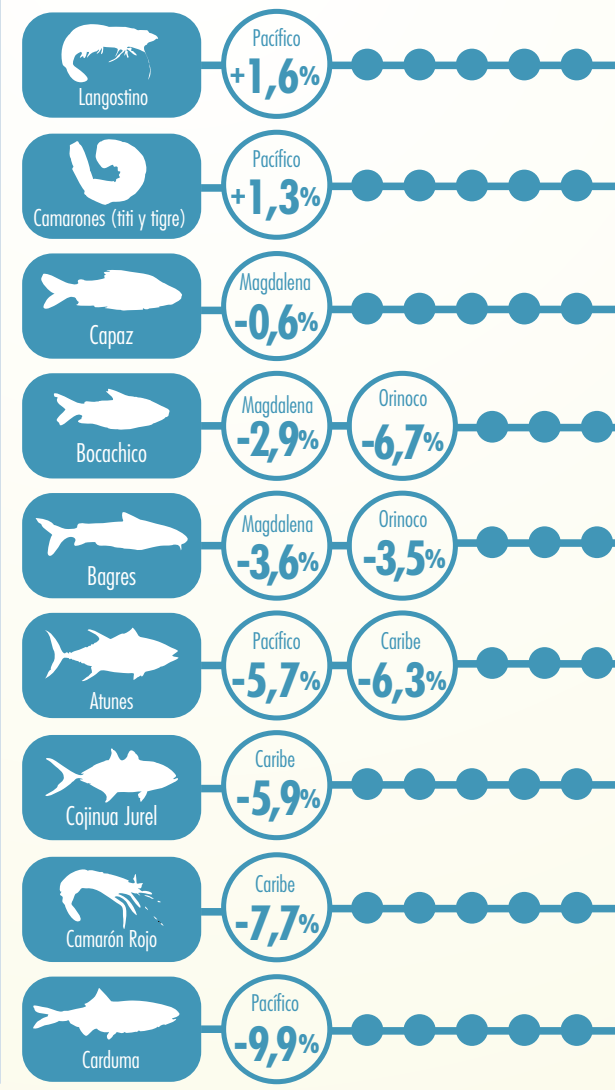 Langostino
Pacífico
+1,6%
Camarones (titi y tigre)
Pacífico
+1,3%
Capaz
Magdalena
-0,6%
Bocachico
Magdalena
-2,9%
Orinoco
-6,7%
Bagres
Magdalena
-3,6%
Orinoco
-3,5%
Atunes
Pacífico
-5,7%
Caribe
-6,3%
Cojinua Jurel
Caribe
-5,9%
Camarón Rojo
Caribe
-7,7%
Carduma
Pacífico
-9,9%